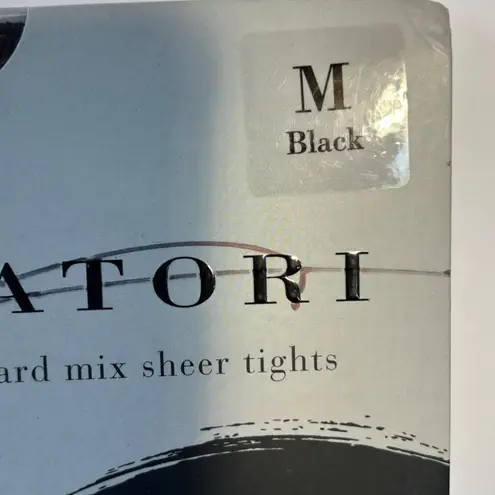 M
Black
ATORI
ard mix sheer tights